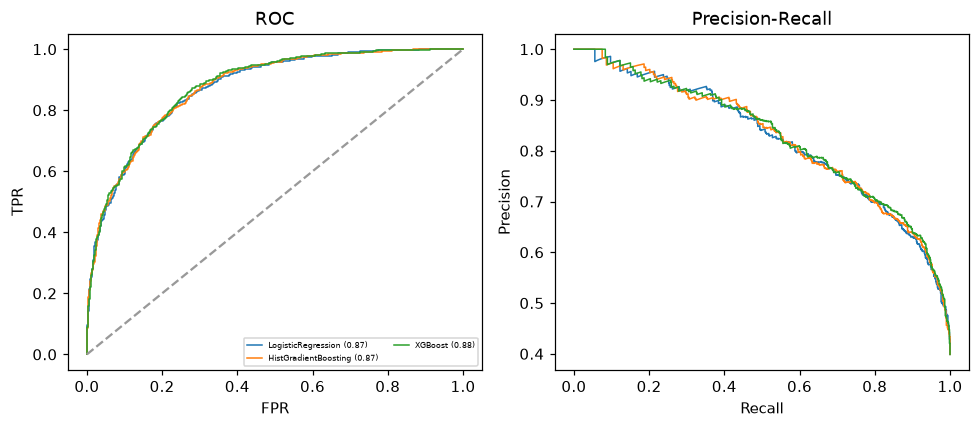 ROC
TPR
1.0
0.8
0.6
0.4
0.2
0.0
0.0 0.2 0.4 0.6 0.8 1.0
FPR
LogisticRegression (0.87)
HistGradientBoosting (0.87)
XGBoost (0.88)
Precision-Recall
Precision
1.0
0.9
0.8
0.7
0.6
0.5
0.4
0.0 0.2 0.4 0.6 0.8 1.0
Recall